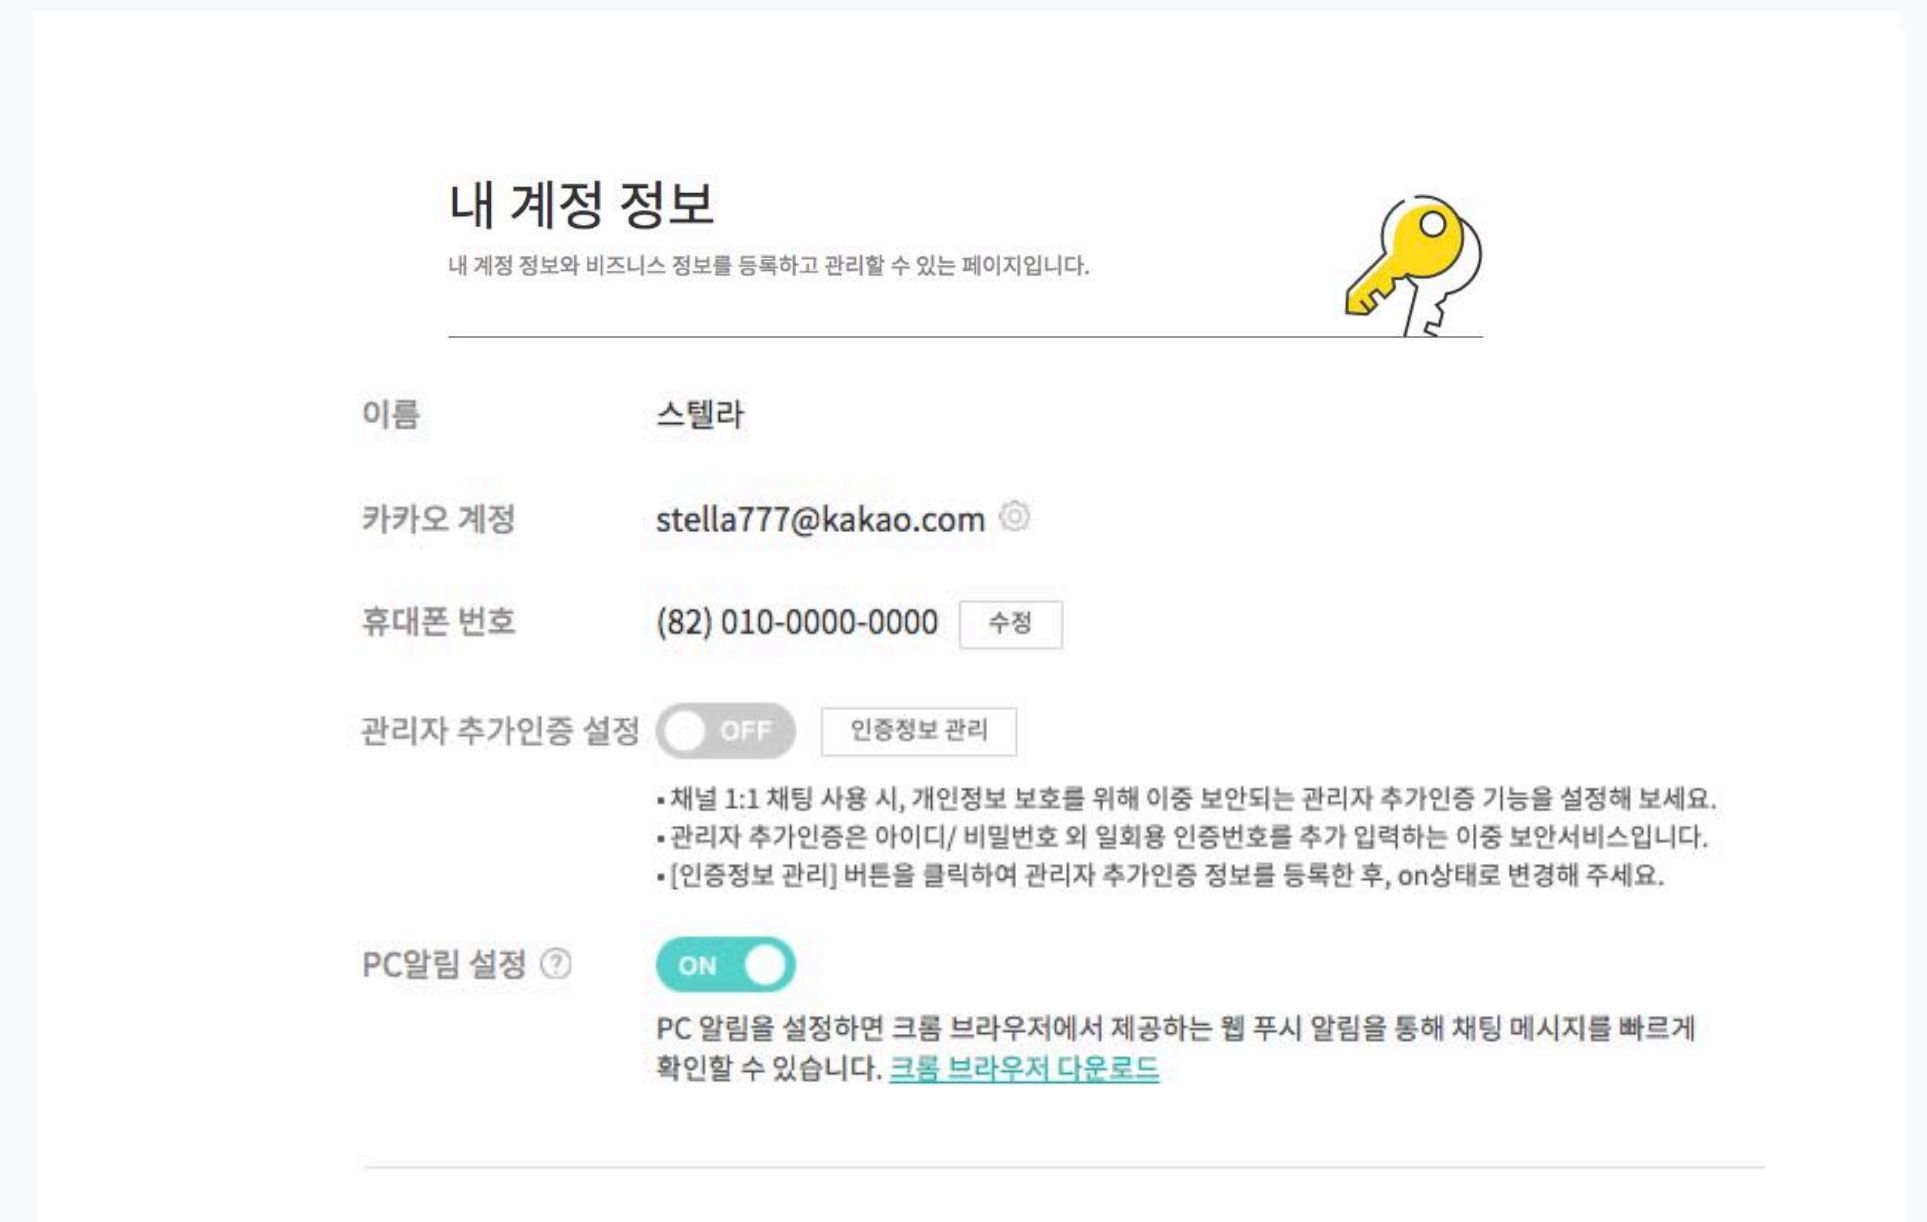 내 계정 정보
내 계정 정보와 비즈니스 정보를 등록하고 관리할 수 있는 페이지입니다.
이름 스텔라
카카오 계정 stella777@kakao.com
휴대폰 번호 (82) 010-0000-0000 수정
관리자 추가인증 설정 OFF 인증정보 관리
▪ 채널 1:1 채팅 사용 시, 개인정보 보호를 위해 이중 보안되는 관리자 추가인증 기능을 설정해 보세요.
▪ 관리자 추가인증은 아이디/ 비밀번호 외 일회용 인증번호를 추가 입력하는 이중 보안서비스입니다.
▪ [인증정보 관리] 버튼을 클릭하여 관리자 추가인증 정보를 등록한 후, on상태로 변경해 주세요.
PC알림 설정 ? ON
PC 알림을 설정하면 크롬 브라우저에서 제공하는 웹 푸시 알림을 통해 채팅 메시지를 빠르게
확인할 수 있습니다. 크롬 브라우저 다운로드